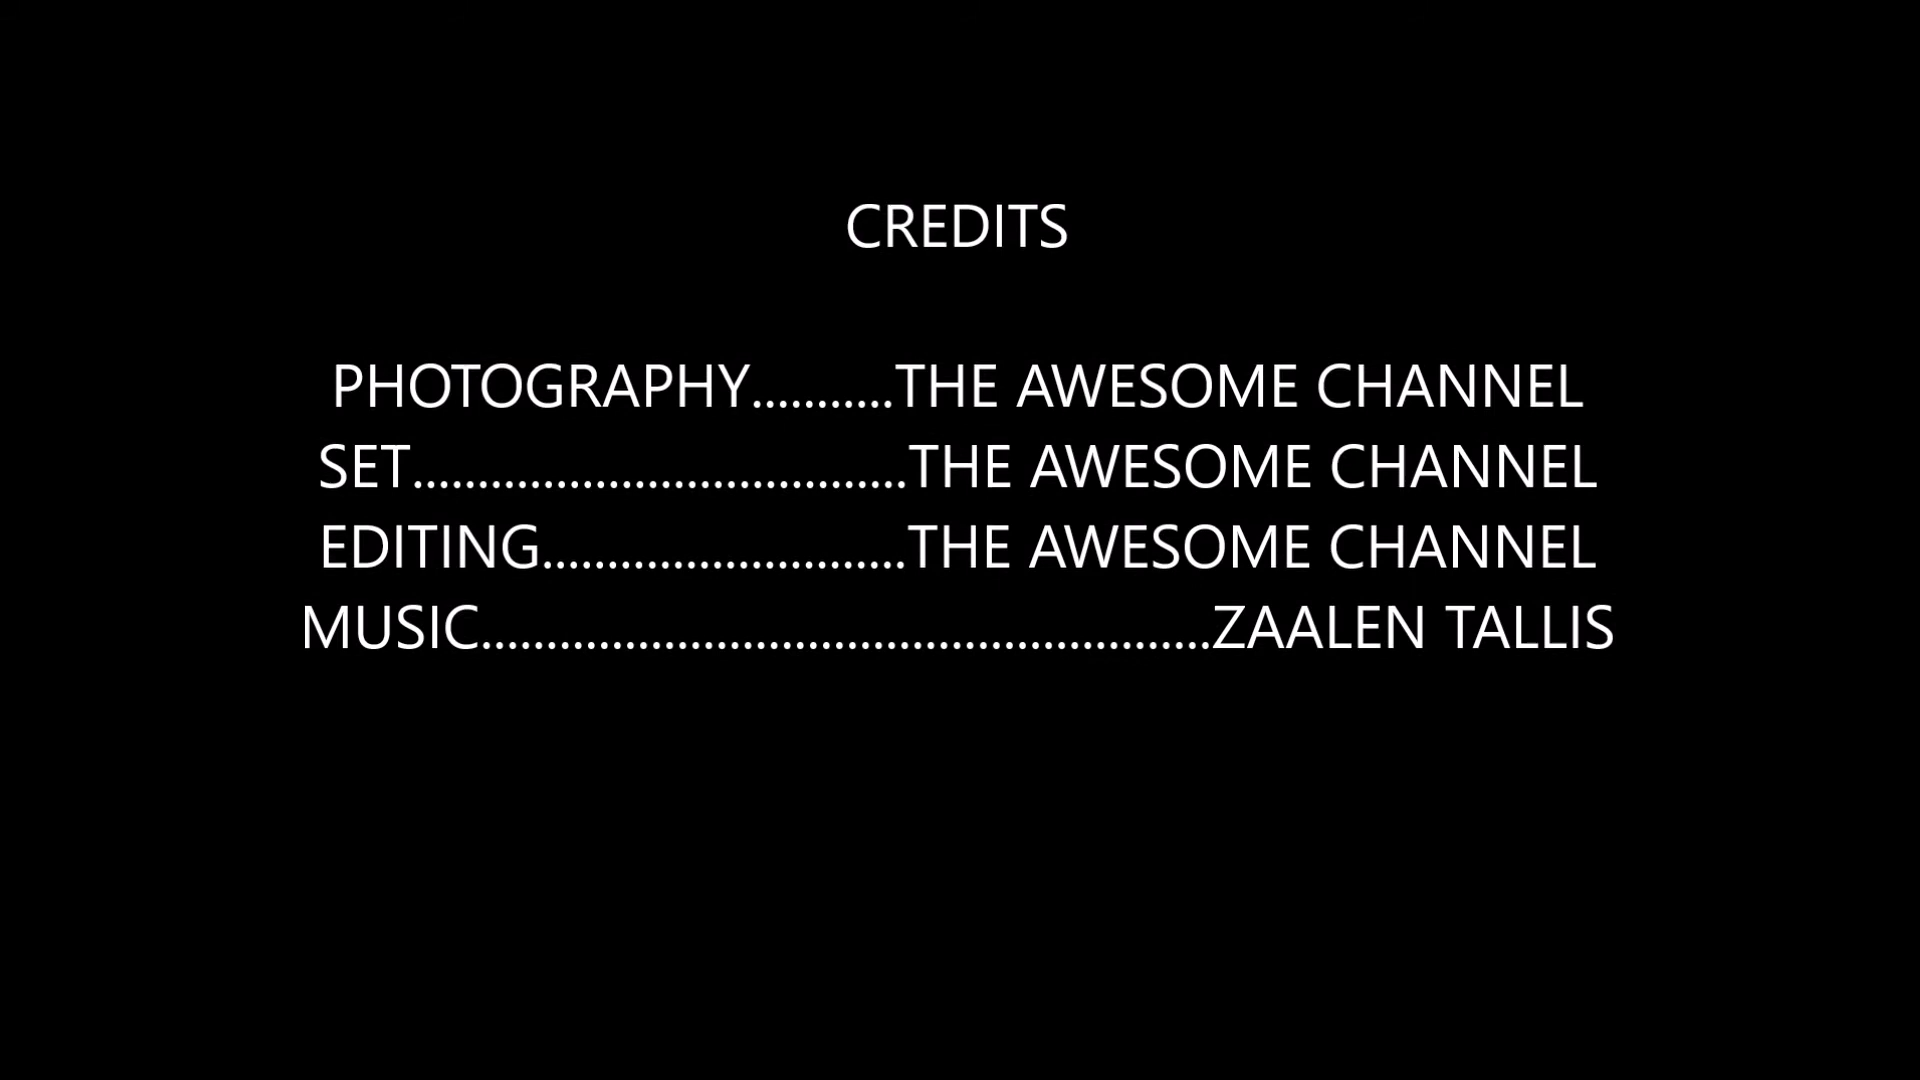 CREDITS
PHOTOGRAPHY...........THE AWESOME CHANNEL
SET......................................THE AWESOME CHANNEL
EDITING............................THE AWESOME CHANNEL
MUSIC........................................................ZAALEN TALLIS